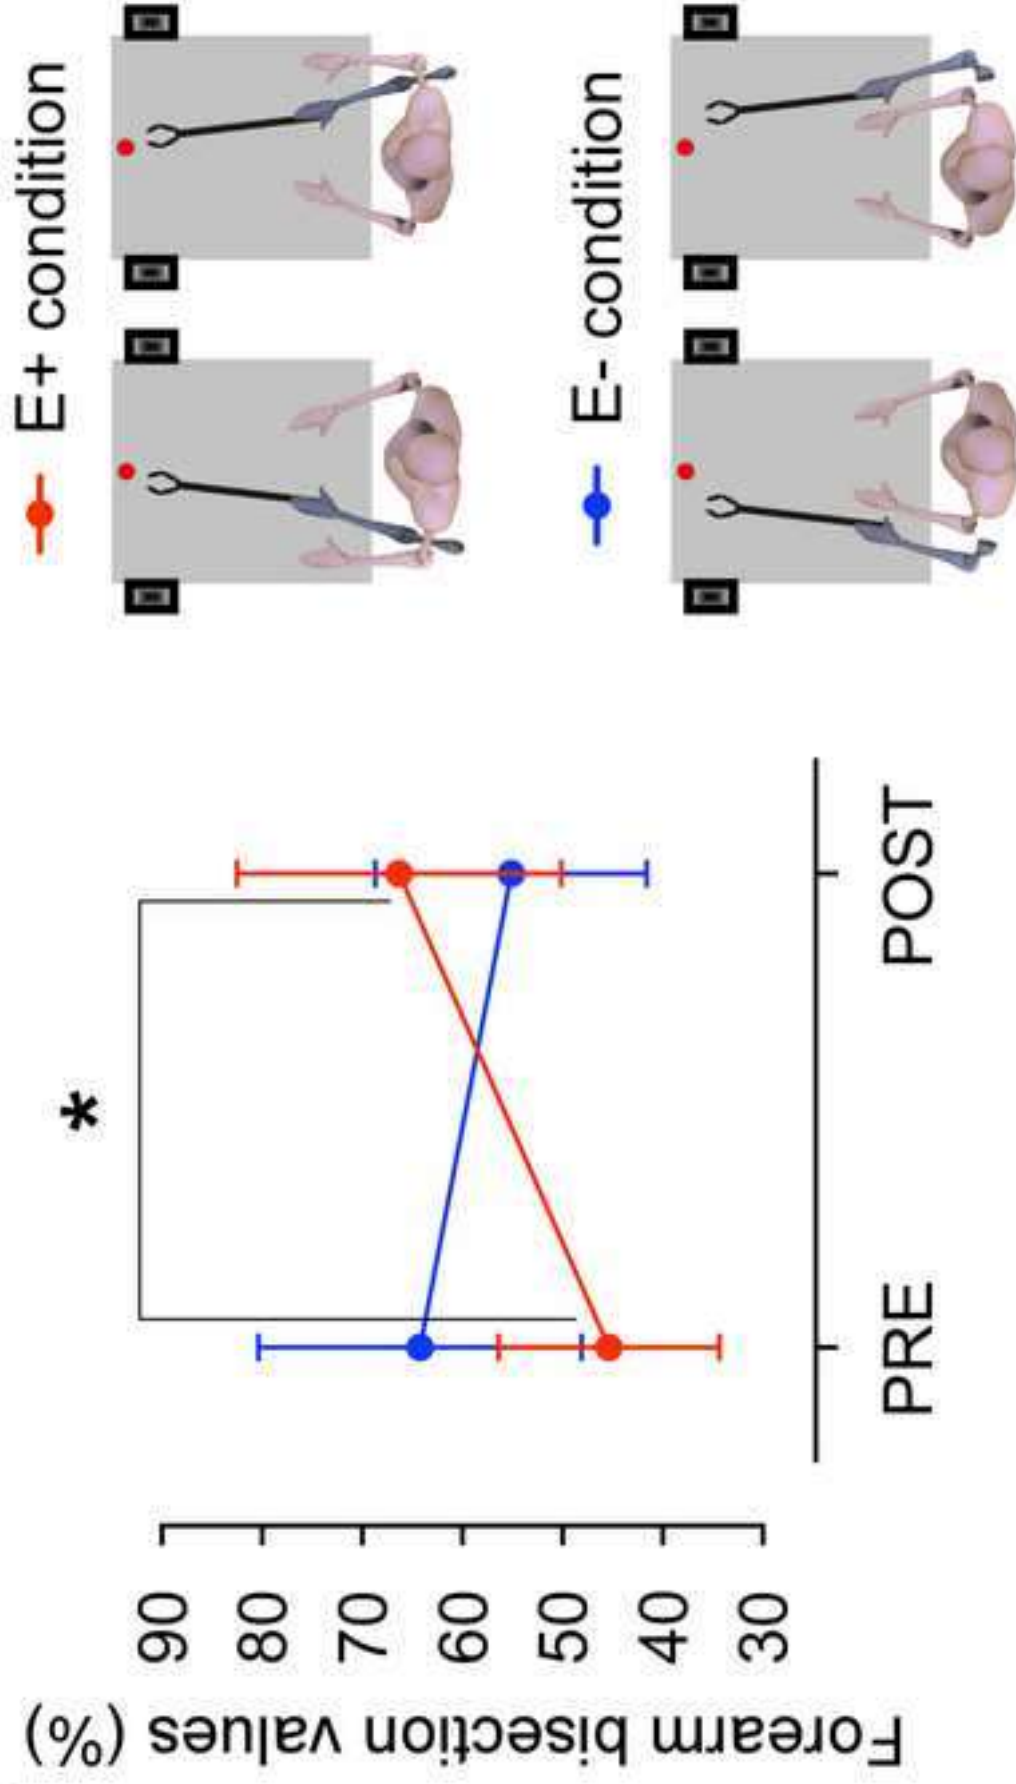 Forearm bisection values (%)
90
80
70
60
50
40
30
*
PRE
POST
E+ condition
E- condition